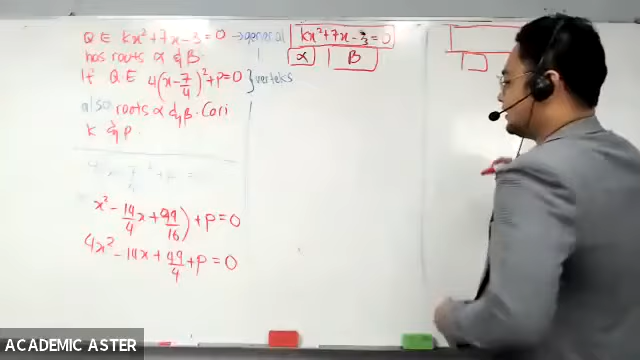 Q.E kx²+7x-3=0 → general
has roots α & β.
If Q.E 4(x-7/4)²+p=0 } verteks
also roots α & β. Cari
k & p.
x² - 14/4 x + 49/16) + p = 0
4x² - 14x + 49/4 + p = 0
kx²+7x-3=0
α β
ACADEMIC ASTER